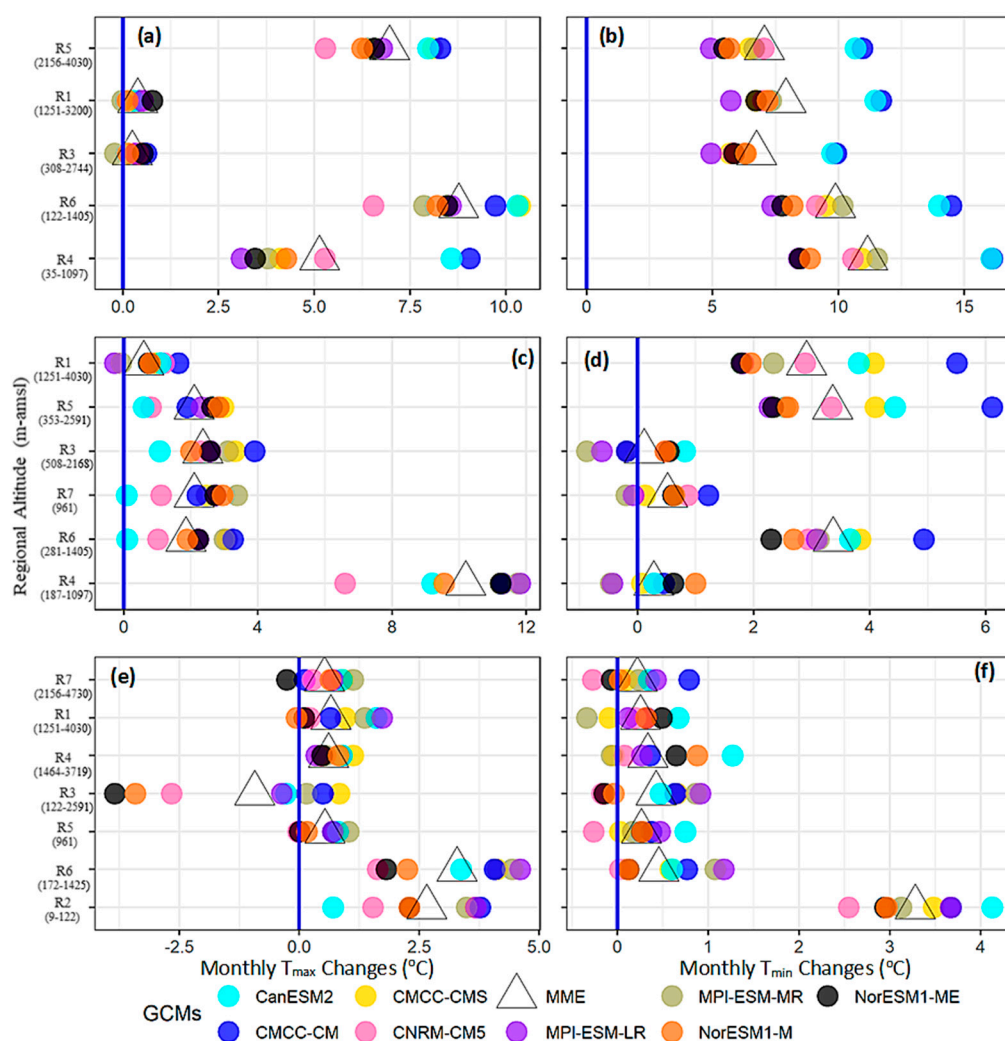 (a)
(b)
R5
(2156-4030)
R1
(1251-3200)
R3
(308-2744)
R6
(122-1405)
R4
(35-1097)
0.0 2.5 5.0 7.5 10.0
0 5 10 15
Regional Altitude (m-amsl)
(c)
(d)
R1
(1251-4030)
R5
(353-2591)
R3
(508-2168)
R7
(961)
R6
(281-1405)
R4
(187-1097)
0 4 8 12
0 2 4 6
(e)
(f)
R7
(2156-4730)
R1
(1251-4030)
R4
(1464-3719)
R3
(122-2591)
R5
(961)
R6
(172-1425)
R2
(9-122)
-2.5 0.0 2.5 5.0
0 1 2 3 4
Monthly Tmax Changes (°C)
Monthly Tmin Changes (°C)
GCMs
CanESM2 CMCC-CMS MME MPI-ESM-MR NorESM1-ME
CMCC-CM CNRM-CM5 MPI-ESM-LR NorESM1-M